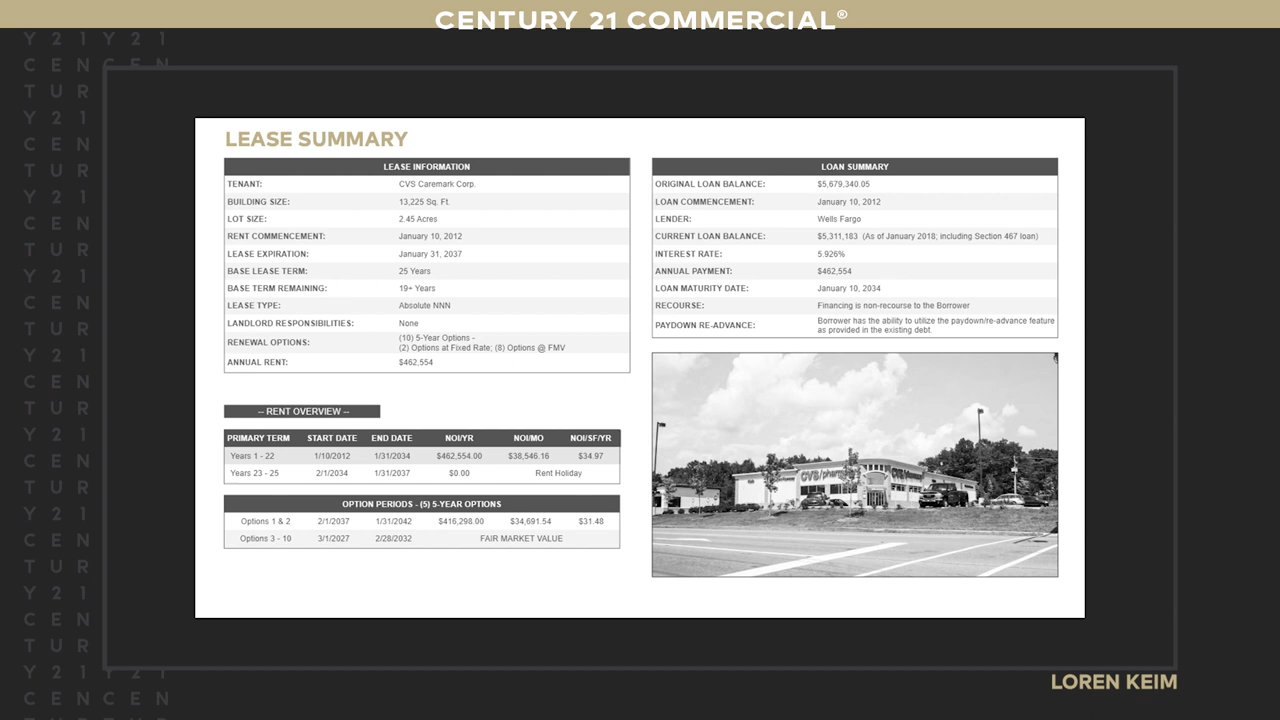 CENTURY 21 COMMERCIAL®
LEASE SUMMARY
LEASE INFORMATION
TENANT: CVS Caremark Corp.
BUILDING SIZE: 13,225 Sq. Ft.
LOT SIZE: 2.45 Acres
RENT COMMENCEMENT: January 10, 2012
LEASE EXPIRATION: January 31, 2037
BASE LEASE TERM: 25 Years
BASE TERM REMAINING: 19+ Years
LEASE TYPE: Absolute NNN
LANDLORD RESPONSIBILITIES: None
RENEWAL OPTIONS: (10) 5-Year Options -
(2) Options at Fixed Rate; (8) Options @ FMV
ANNUAL RENT: $462,554
-- RENT OVERVIEW --
PRIMARY TERM START DATE END DATE NOI/YR NOI/MO NOI/SF/YR
Years 1 - 22 1/10/2012 1/31/2034 $462,554.00 $38,546.16 $34.97
Years 23 - 25 2/1/2034 1/31/2037 $0.00 Rent Holiday
OPTION PERIODS - (5) 5-YEAR OPTIONS
Options 1 & 2 2/1/2037 1/31/2042 $416,298.00 $34,691.54 $31.48
Options 3 - 10 3/1/2027 2/28/2032 FAIR MARKET VALUE
LOAN SUMMARY
ORIGINAL LOAN BALANCE: $5,679,340.05
LOAN COMMENCEMENT: January 10, 2012
LENDER: Wells Fargo
CURRENT LOAN BALANCE: $5,311,183 (As of January 2018; including Section 467 loan)
INTEREST RATE: 5.926%
ANNUAL PAYMENT: $462,554
LOAN MATURITY DATE: January 10, 2034
RECOURSE: Financing is non-recourse to the Borrower
PAYDOWN RE-ADVANCE: Borrower has the ability to utilize the paydown/re-advance feature
as provided in the existing debt.
CVS/pharmacy
LOREN KEIM